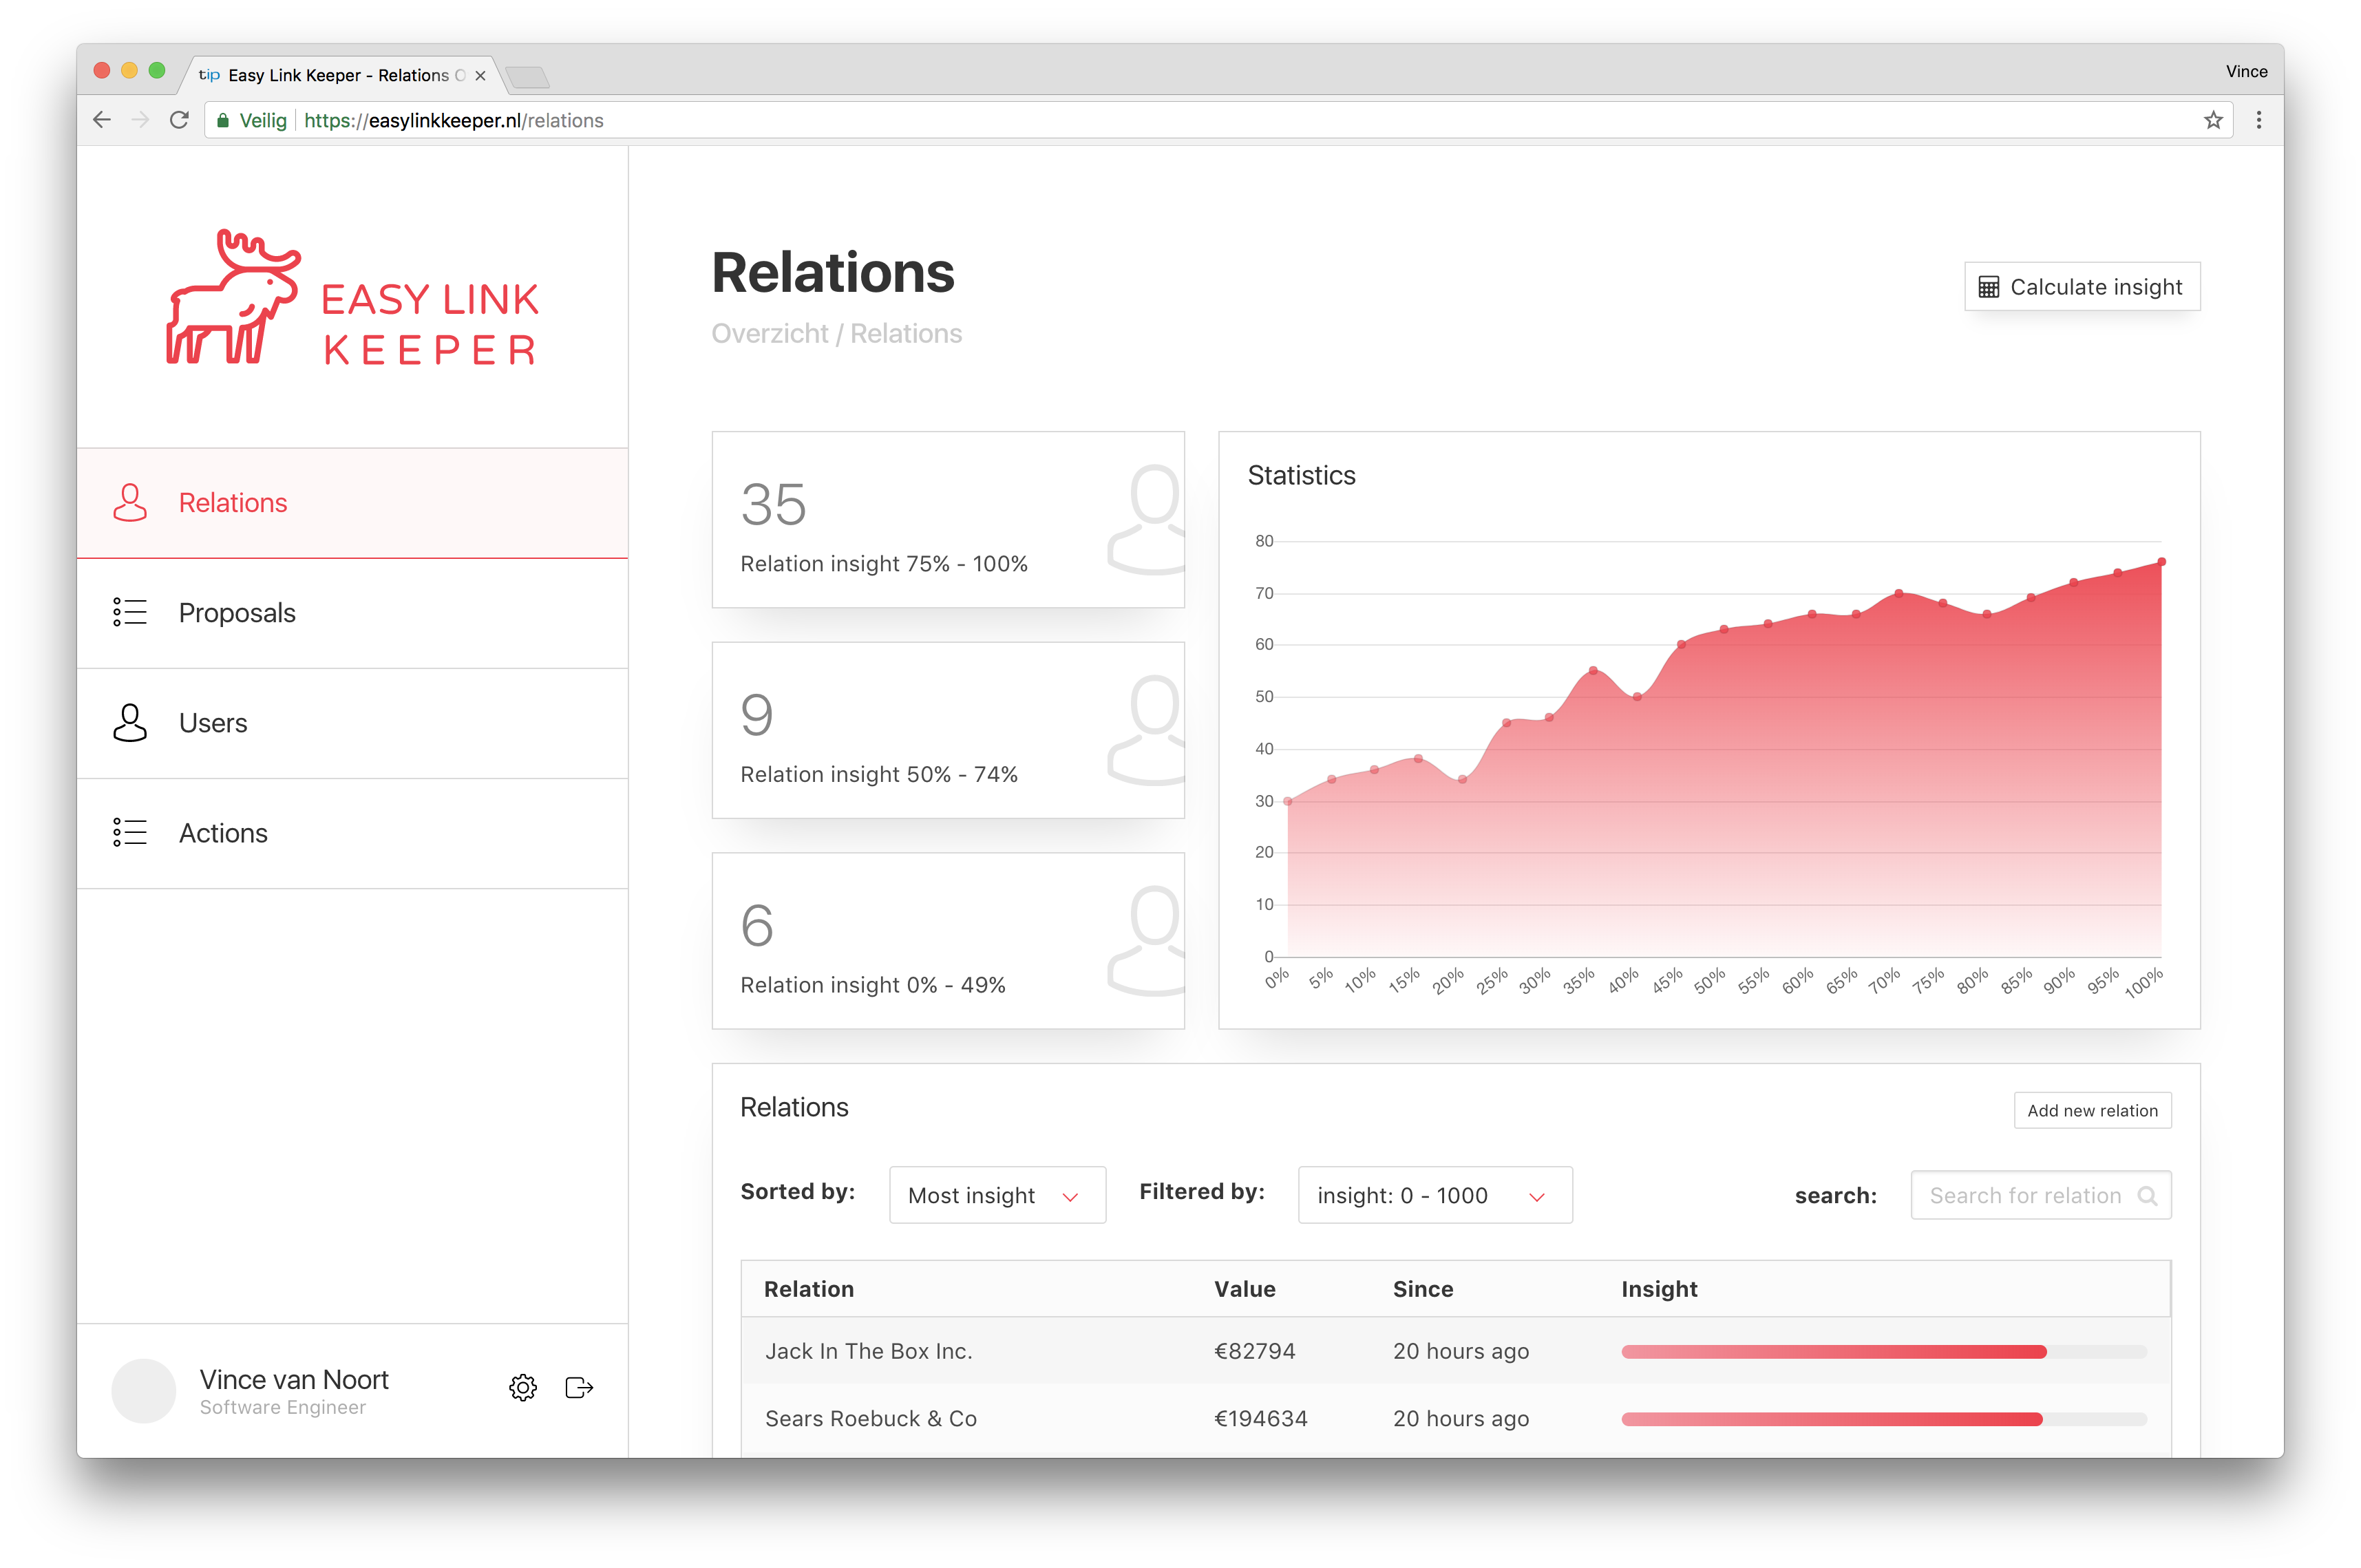 tip Easy Link Keeper - Relations
Vince
Veilig https://easylinkkeeper.nl/relations
EASY LINK
KEEPER
Relations
Proposals
Users
Actions
Vince van Noort
Software Engineer
Relations
Overzicht / Relations
Calculate insight
35
Relation insight 75% - 100%
9
Relation insight 50% - 74%
6
Relation insight 0% - 49%
Statistics
80
70
60
50
40
30
20
10
0
0% 5% 10% 15% 20% 25% 30% 35% 40% 45% 50% 55% 60% 65% 70% 75% 80% 85% 90% 95% 100%
Relations
Add new relation
Sorted by: Most insight Filtered by: insight: 0 - 1000 search: Search for relation
Relation Value Since Insight
Jack In The Box Inc. €82794 20 hours ago
Sears Roebuck & Co €194634 20 hours ago